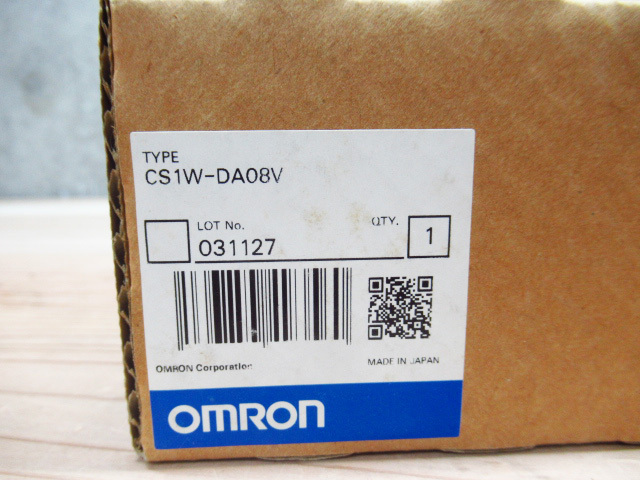 TYPE
CS1W-DA08V
LOT No.
QTY.
031127
1
OMRON Corporation
MADE IN JAPAN
OMRON